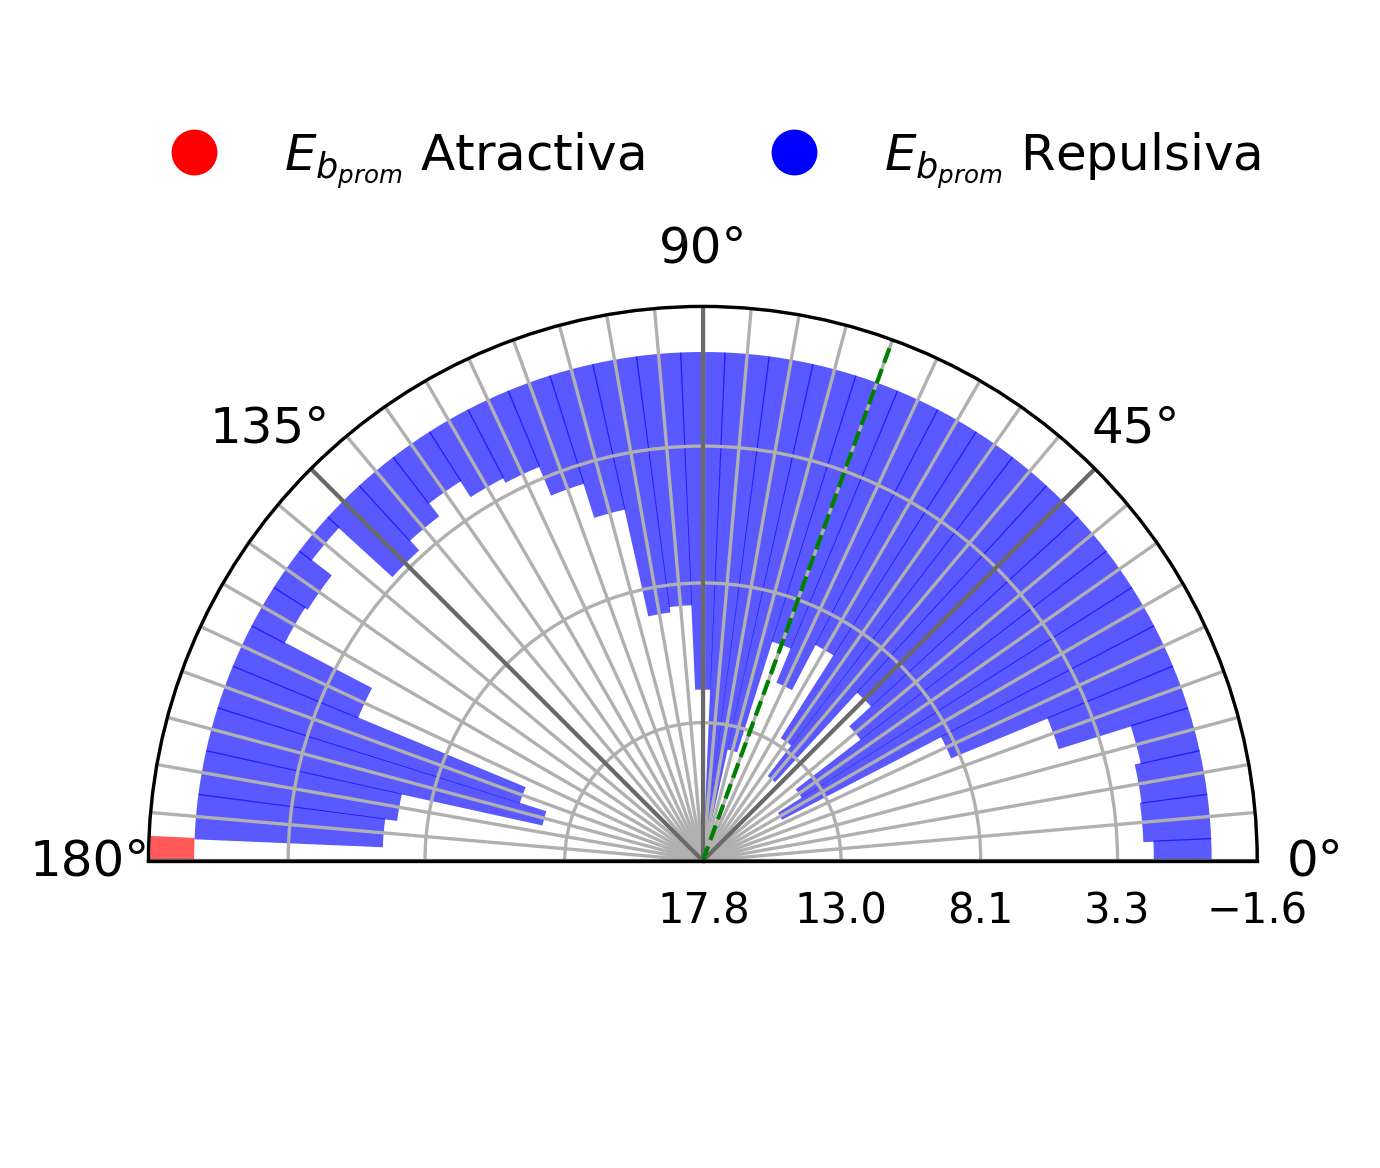 E_{b_{prom}} Atractiva E_{b_{prom}} Repulsiva
90°
135° 45°
180° 0°
17.8 13.0 8.1 3.3 −1.6